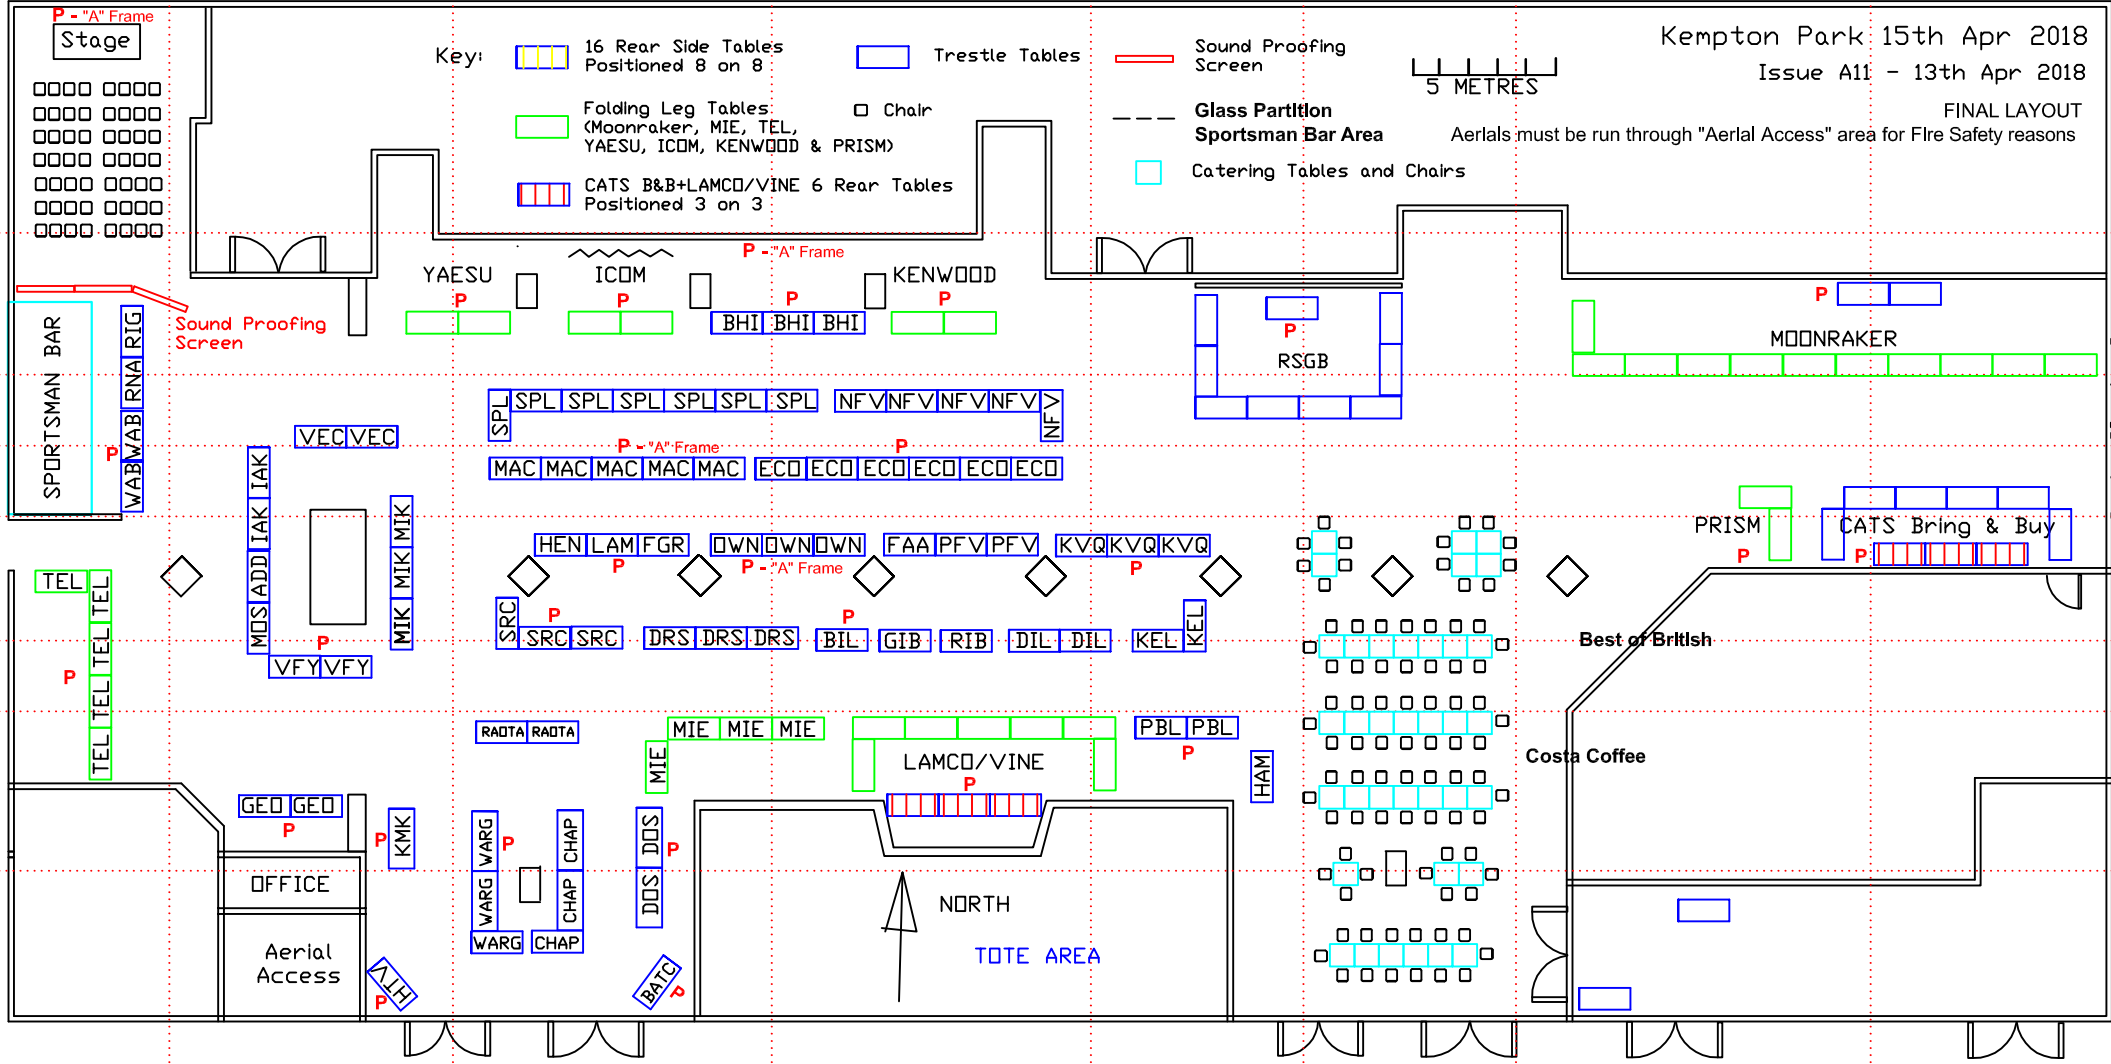 P - "A" Frame
Stage
Key:
16 Rear Side Tables
Positioned 8 on 8
Trestle Tables
Sound Proofing
Screen
5 METRES
Kempton Park 15th Apr 2018
Issue A11 - 13th Apr 2018
Folding Leg Tables
(Moonraker, MIE, TEL,
YAESU, ICOM, KENWOOD & PRISM)
Chair
Glass Partition
Sportsman Bar Area
FINAL LAYOUT
Aerials must be run through "Aerial Access" area for Fire Safety reasons
CATS B&B+LAMCO/VINE 6 Rear Tables
Positioned 3 on 3
Catering Tables and Chairs
P - "A" Frame
YAESU
P
ICOM
P
P
KENWOOD
P
BHI BHI BHI
P
RSGB
P
MOONRAKER
Sound Proofing
Screen
SPORTSMAN BAR
RIG
RNA
WAB
WAB
P
SPL
SPL SPL SPL SPL SPL SPL
NFV NFV NFV NFV
NFV
P - "A" Frame
P
VEC VEC
MAC MAC MAC MAC MAC
ECO ECO ECO ECO ECO ECO
IAK
IAK
ADD
MOS
MIK
MIK
MIK
P
VFY VFY
HEN LAM FGR
P
OWN OWN OWN
P - "A" Frame
FAA PFV PFV
KVQ KVQ KVQ
P
PRISM
P
CATS Bring & Buy
P
TEL
TEL
TEL
TEL
TEL
P
SRC
P
SRC SRC
DRS DRS DRS
P
BIL
GIB
RIB
DIL DIL
KEL
KEL
Best of British
RAOTA RAOTA
MIE MIE MIE
MIE
LAMCO/VINE
P
PBL PBL
P
HAM
Costa Coffee
GEO GEO
P
P
KMK
WARG
WARG
WARG
P
CHAP
CHAP
CHAP
DOS
DOS
P
OFFICE
Aerial
Access
HTV
P
BATC
P
NORTH
TOTE AREA